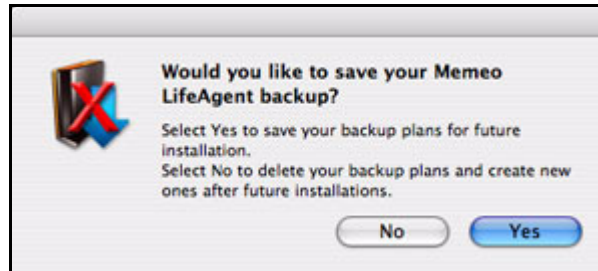 Would you like to save your Memeo
LifeAgent backup?
Select Yes to save your backup plans for future
installation.
Select No to delete your backup plans and create new
ones after future installations.
No
Yes